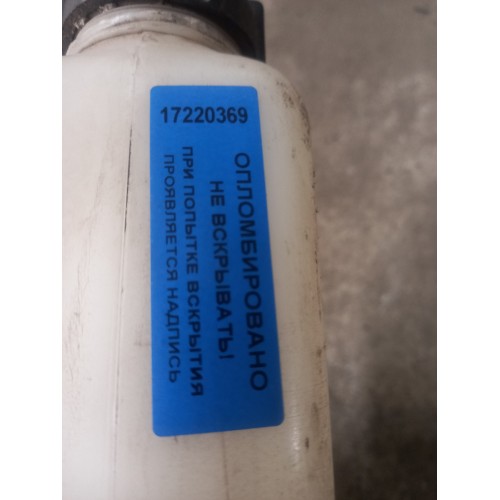 17220369
ОПЛОМБИРОВАНО
НЕ ВСКРЫВАТЬ!
ПРИ ПОПЫТКЕ ВСКРЫТИЯ
ПРОЯВЛЯЕТСЯ НАДПИСЬ